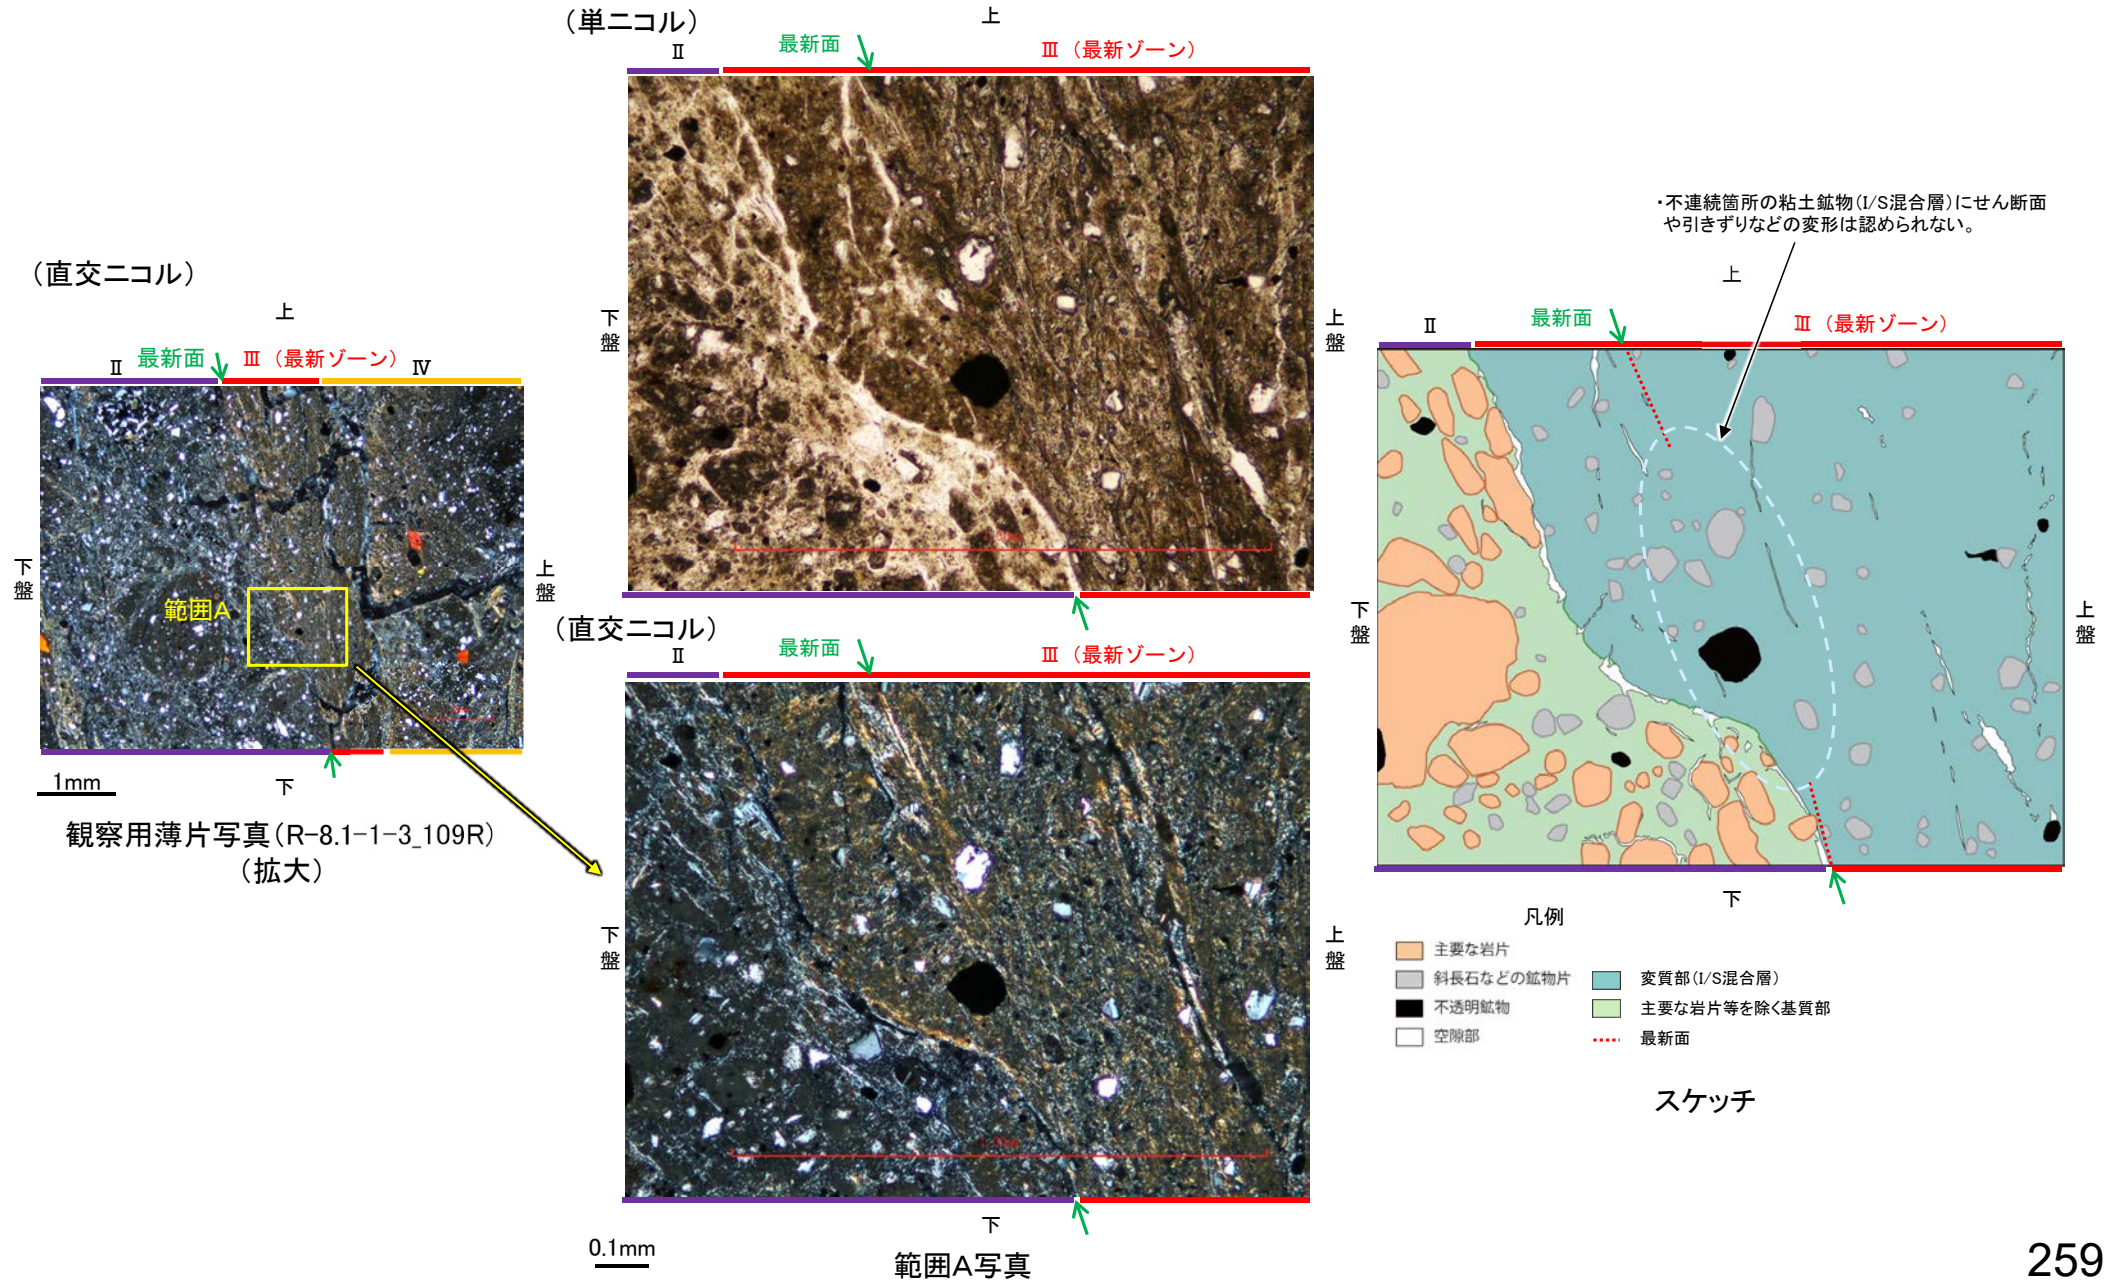 (直交ニコル)
上
Ⅱ
最新面
Ⅲ (最新ゾーン)
Ⅳ
下盤
範囲A
上盤
1mm
下
観察用薄片写真(R-8.1-1-3_109R)
(拡大)
(単ニコル)
上
Ⅱ
最新面
Ⅲ (最新ゾーン)
下盤
上盤
(直交ニコル)
Ⅱ
最新面
Ⅲ (最新ゾーン)
下盤
上盤
下
0.1mm
範囲A写真
・不連続箇所の粘土鉱物(I/S混合層)にせん断面
や引きずりなどの変形は認められない。
上
Ⅱ
最新面
Ⅲ (最新ゾーン)
下盤
上盤
下
凡例
主要な岩片
斜長石などの鉱物片
不透明鉱物
空隙部
変質部(I/S混合層)
主要な岩片等を除く基質部
最新面
スケッチ
259